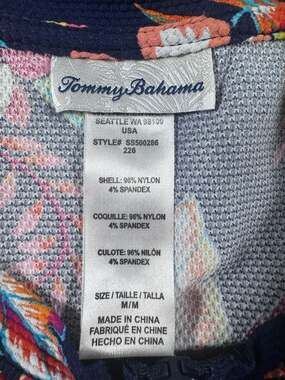 Tommy Bahama
SEATTLE WA 98109
USA
STYLE# SS500286
226
SHELL: 96% NYLON
4% SPANDEX
COQUILLE: 96% NYLON
4% SPANDEX
CULOTE: 96% NILÓN
4% SPANDEX
SIZE / TAILLE / TALLA
M/M
MADE IN CHINA
FABRIQUÉ EN CHINE
HECHO EN CHINA